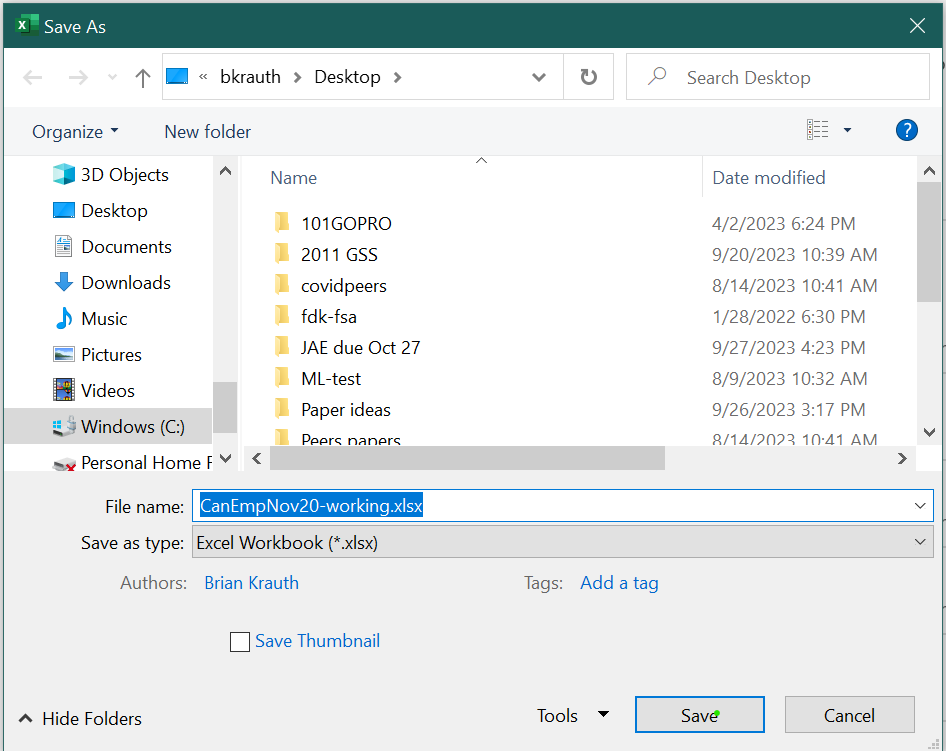 Save As
« bkrauth > Desktop >
Search Desktop
Organize
New folder
?
3D Objects
Desktop
Documents
Downloads
Music
Pictures
Videos
Windows (C:)
Personal Home F
Name Date modified
101GOPRO 4/2/2023 6:24 PM
2011 GSS 9/20/2023 10:39 AM
covidpeers 8/14/2023 10:41 AM
fdk-fsa 1/28/2022 6:30 PM
JAE due Oct 27 9/27/2023 4:23 PM
ML-test 8/9/2023 10:32 AM
Paper ideas 9/26/2023 3:17 PM
Peers papers 8/14/2023 10:41 AM
File name: CanEmpNov20-working.xlsx
Save as type: Excel Workbook (*.xlsx)
Authors: Brian Krauth Tags: Add a tag
Save Thumbnail
Hide Folders Tools Save Cancel